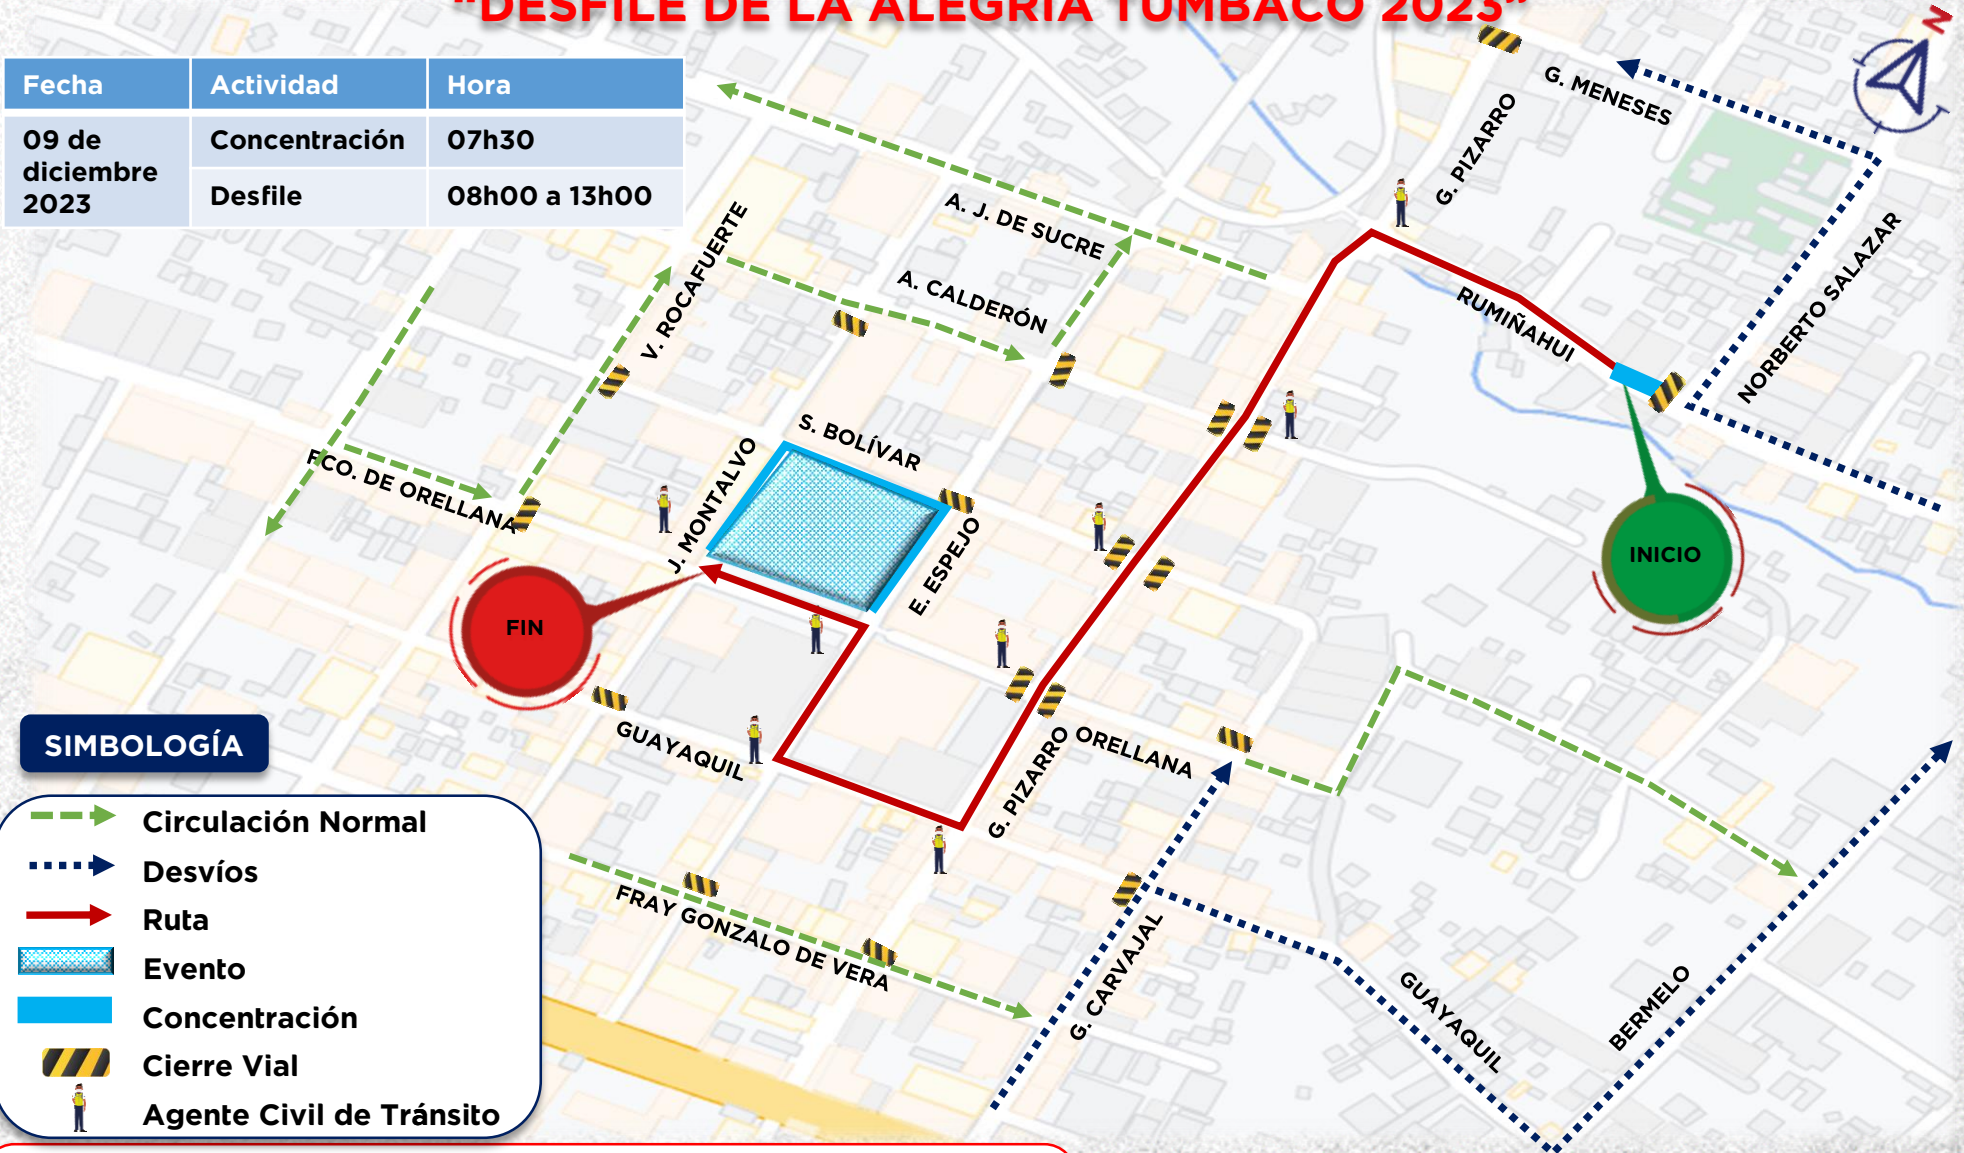 “DESFILE DE LA ALEGRÍA TUMBACO 2023”
Fecha
Actividad
Hora
09 de
diciembre
2023
Concentración
07h30
Desfile
08h00 a 13h00
N
G. MENESES
G. PIZARRO
NORBERTO SALAZAR
A. J. DE SUCRE
V. ROCAFUERTE
A. CALDERÓN
RUMIÑAHUI
S. BOLÍVAR
J. MONTALVO
FCO. DE ORELLANA
E. ESPEJO
INICIO
FIN
GUAYAQUIL
G. PIZARRO
ORELLANA
FRAY GONZALO DE VERA
G. CARVAJAL
GUAYAQUIL
BERMELO
SIMBOLOGÍA
Circulación Normal
Desvíos
Ruta
Evento
Concentración
Cierre Vial
Agente Civil de Tránsito